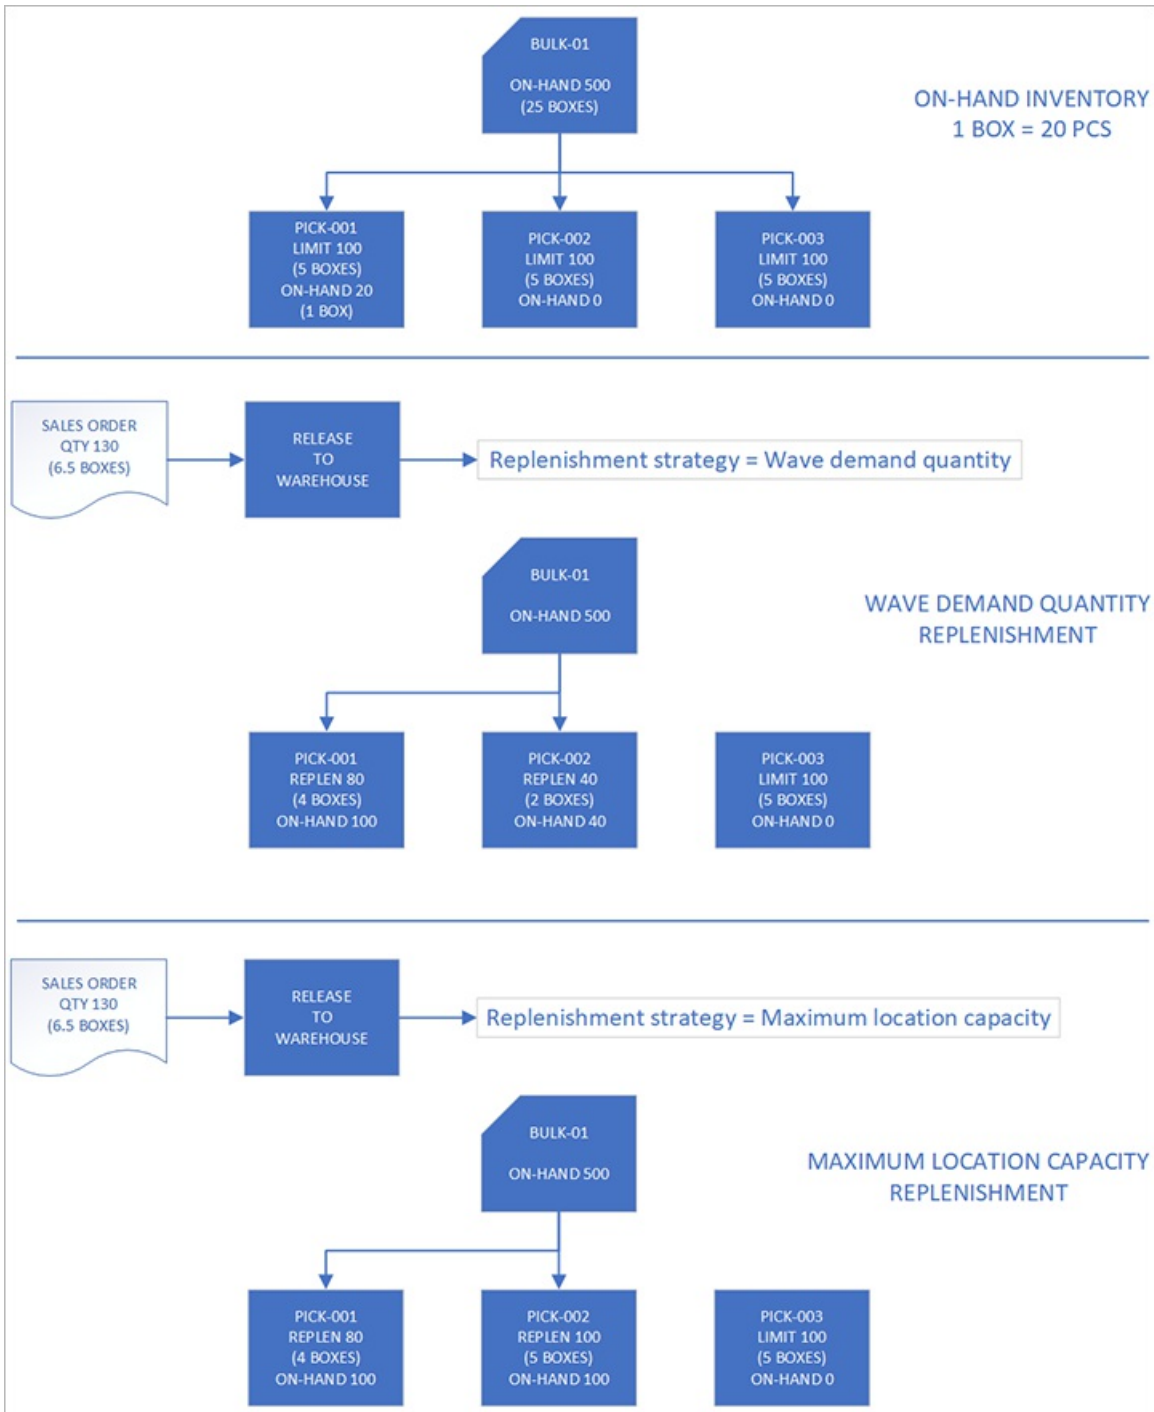 BULK-01
ON-HAND 500
(25 BOXES)
ON-HAND INVENTORY
1 BOX = 20 PCS
PICK-001
LIMIT 100
(5 BOXES)
ON-HAND 20
(1 BOX)
PICK-002
LIMIT 100
(5 BOXES)
ON-HAND 0
PICK-003
LIMIT 100
(5 BOXES)
ON-HAND 0
SALES ORDER
QTY 130
(6.5 BOXES)
RELEASE
TO
WAREHOUSE
Replenishment strategy = Wave demand quantity
BULK-01
ON-HAND 500
WAVE DEMAND QUANTITY
REPLENISHMENT
PICK-001
REPLEN 80
(4 BOXES)
ON-HAND 100
PICK-002
REPLEN 40
(2 BOXES)
ON-HAND 40
PICK-003
LIMIT 100
(5 BOXES)
ON-HAND 0
SALES ORDER
QTY 130
(6.5 BOXES)
RELEASE
TO
WAREHOUSE
Replenishment strategy = Maximum location capacity
BULK-01
ON-HAND 500
MAXIMUM LOCATION CAPACITY
REPLENISHMENT
PICK-001
REPLEN 80
(4 BOXES)
ON-HAND 100
PICK-002
REPLEN 100
(5 BOXES)
ON-HAND 100
PICK-003
LIMIT 100
(5 BOXES)
ON-HAND 0